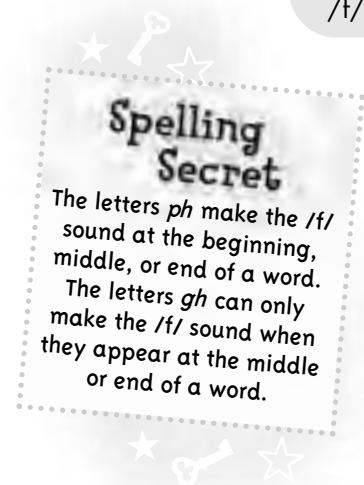 /f/
Spelling
Secret
The letters ph make the /f/
sound at the beginning,
middle, or end of a word.
The letters gh can only
make the /f/ sound when
they appear at the middle
or end of a word.